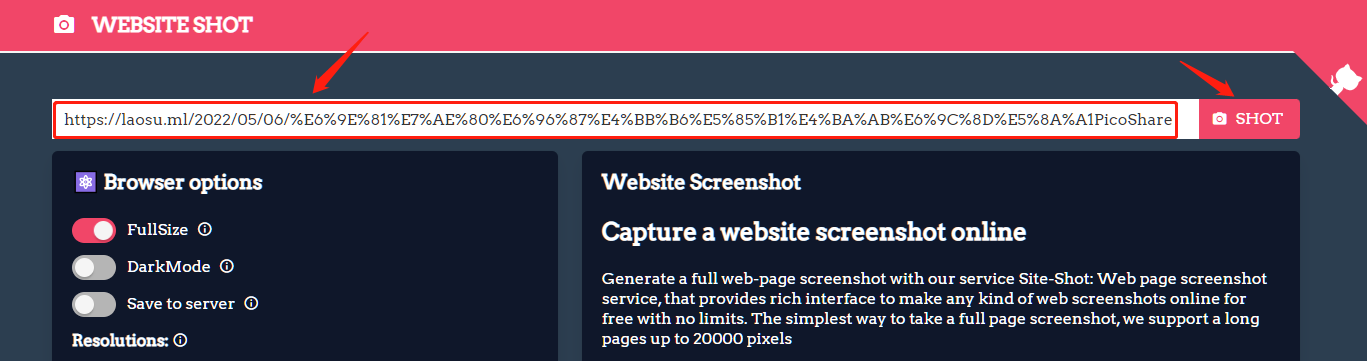 WEBSITE SHOT
https://laosu.ml/2022/05/06/%E6%9E%81%E7%AE%80%E6%96%87%E4%BB%B6%E5%85%B1%E4%BA%AB%E6%9C%8D%E5%8A%A1PicoShare
SHOT
Browser options
FullSize
DarkMode
Save to server
Resolutions:
Website Screenshot
Capture a website screenshot online
Generate a full web-page screenshot with our service Site-Shot: Web page screenshot
service, that provides rich interface to make any kind of web screenshots online for
free with no limits. The simplest way to take a full page screenshot, we support a long
pages up to 20000 pixels